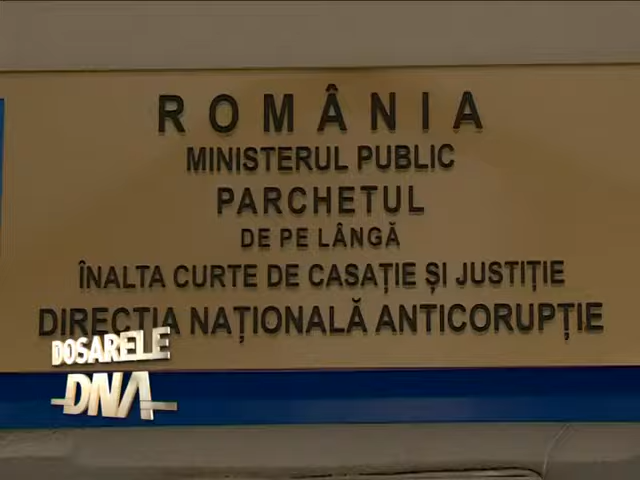 ROMÂNIA
MINISTERUL PUBLIC
PARCHETUL
DE PE LÂNGĂ
ÎNALTA CURTE DE CASAȚIE ȘI JUSTIȚIE
DIRECȚIA NAȚIONALĂ ANTICORUPȚIE
DOSARELE
DNA